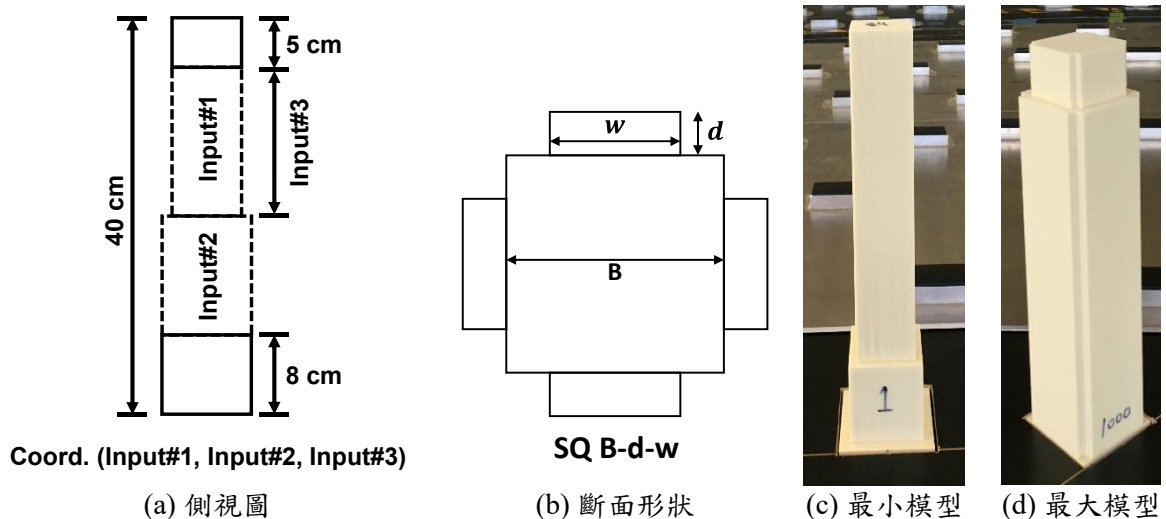 5 cm
40 cm
Input#1
Input#3
Input#2
8 cm
Coord. (Input#1, Input#2, Input#3)
w
d
B
SQ B-d-w
1
1000
(a) 側視圖
(b) 斷面形狀
(c) 最小模型
(d) 最大模型